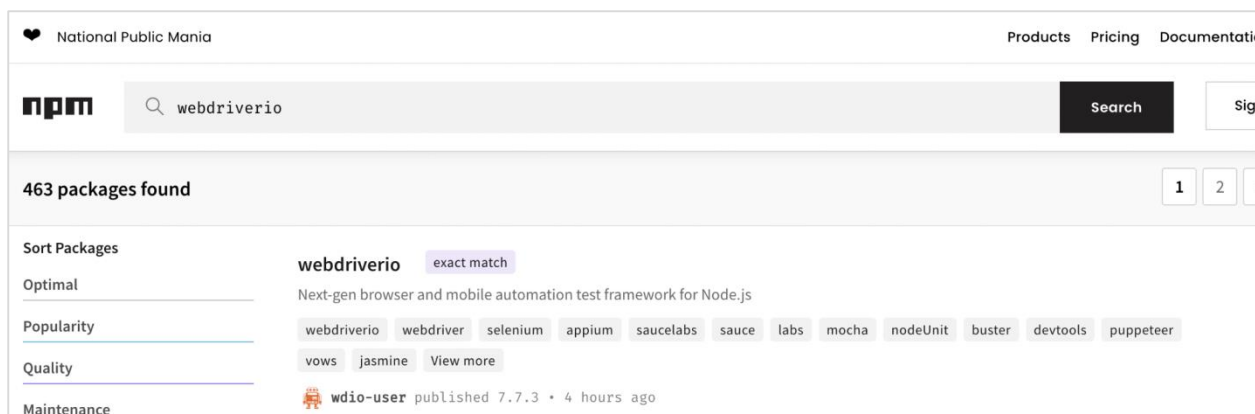 National Public Mania
Products Pricing Documentati
npm webdriverio Search Sig
463 packages found 1 2
Sort Packages
Optimal
Popularity
Quality
Maintenance
webdriverio exact match
Next-gen browser and mobile automation test framework for Node.js
webdriverio webdriver selenium appium saucelabs sauce labs mocha nodeUnit buster devtools puppeteer
vows jasmine View more
wdio-user published 7.7.3 • 4 hours ago